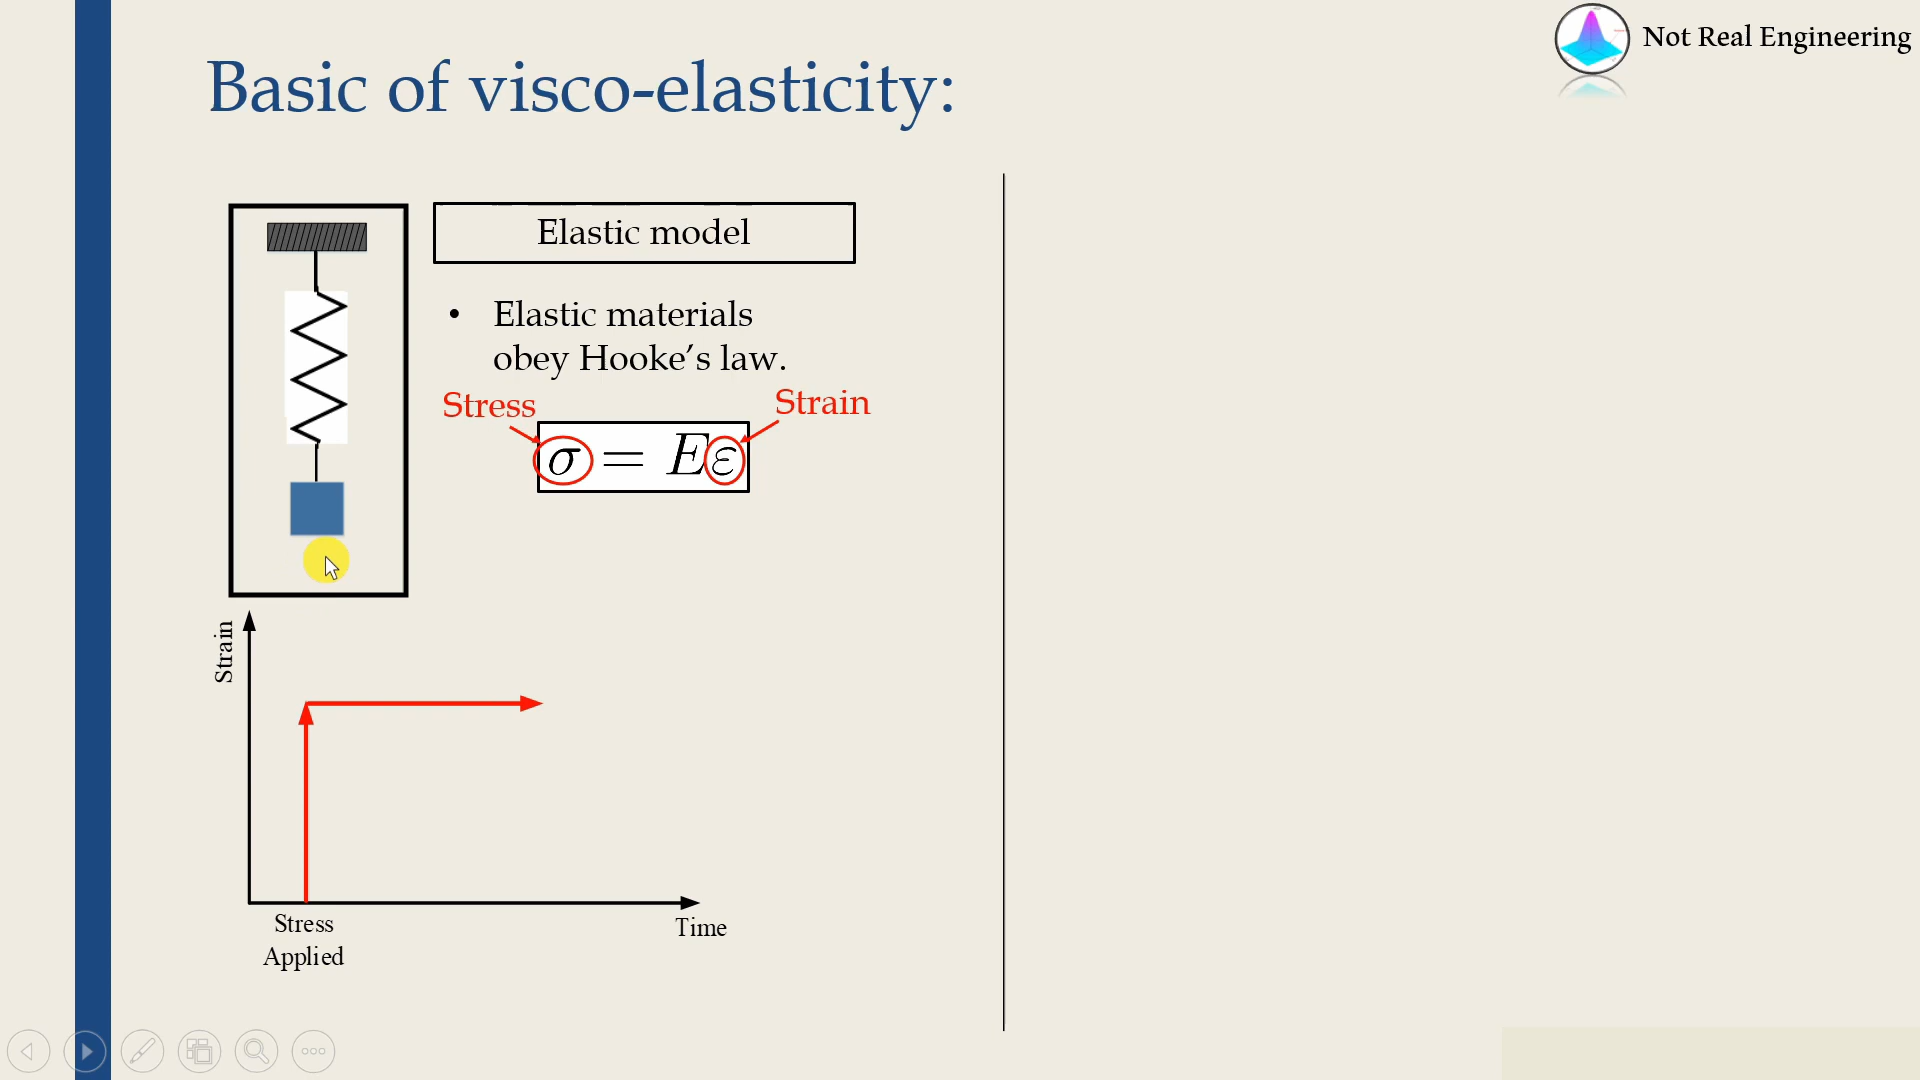 Not Real Engineering
Basic of visco-elasticity:
Elastic model
• Elastic materials
obey Hooke’s law.
Stress
Strain
σ = Eε
Strain
Stress
Applied
Time